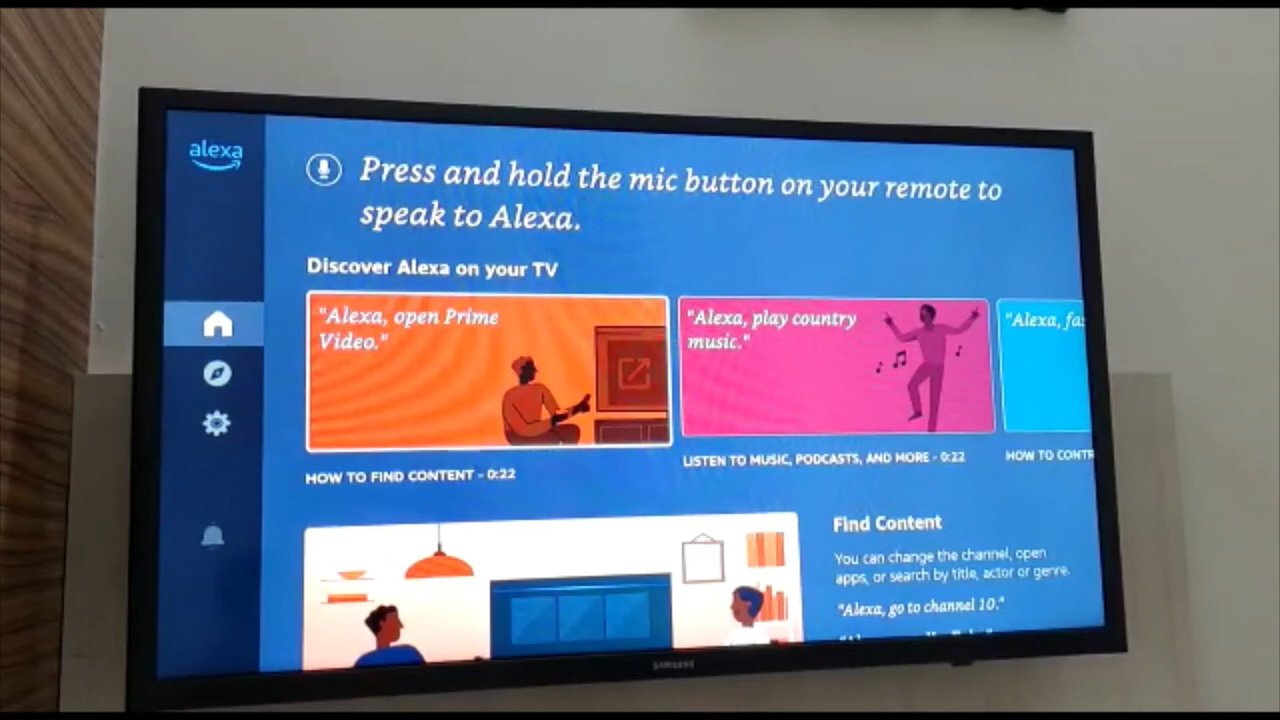 alexa
Press and hold the mic button on your remote to
speak to Alexa.
Discover Alexa on your TV
"Alexa, open Prime
Video."
"Alexa, play country
music."
"Alexa,
HOW TO FIND CONTENT - 0:22
LISTEN TO MUSIC, PODCASTS, AND MORE - 0:22
HOW TO
Find Content
You can change the channel, open
apps, or search by title, actor or genre.
"Alexa, go to channel 10."
SAMSUNG